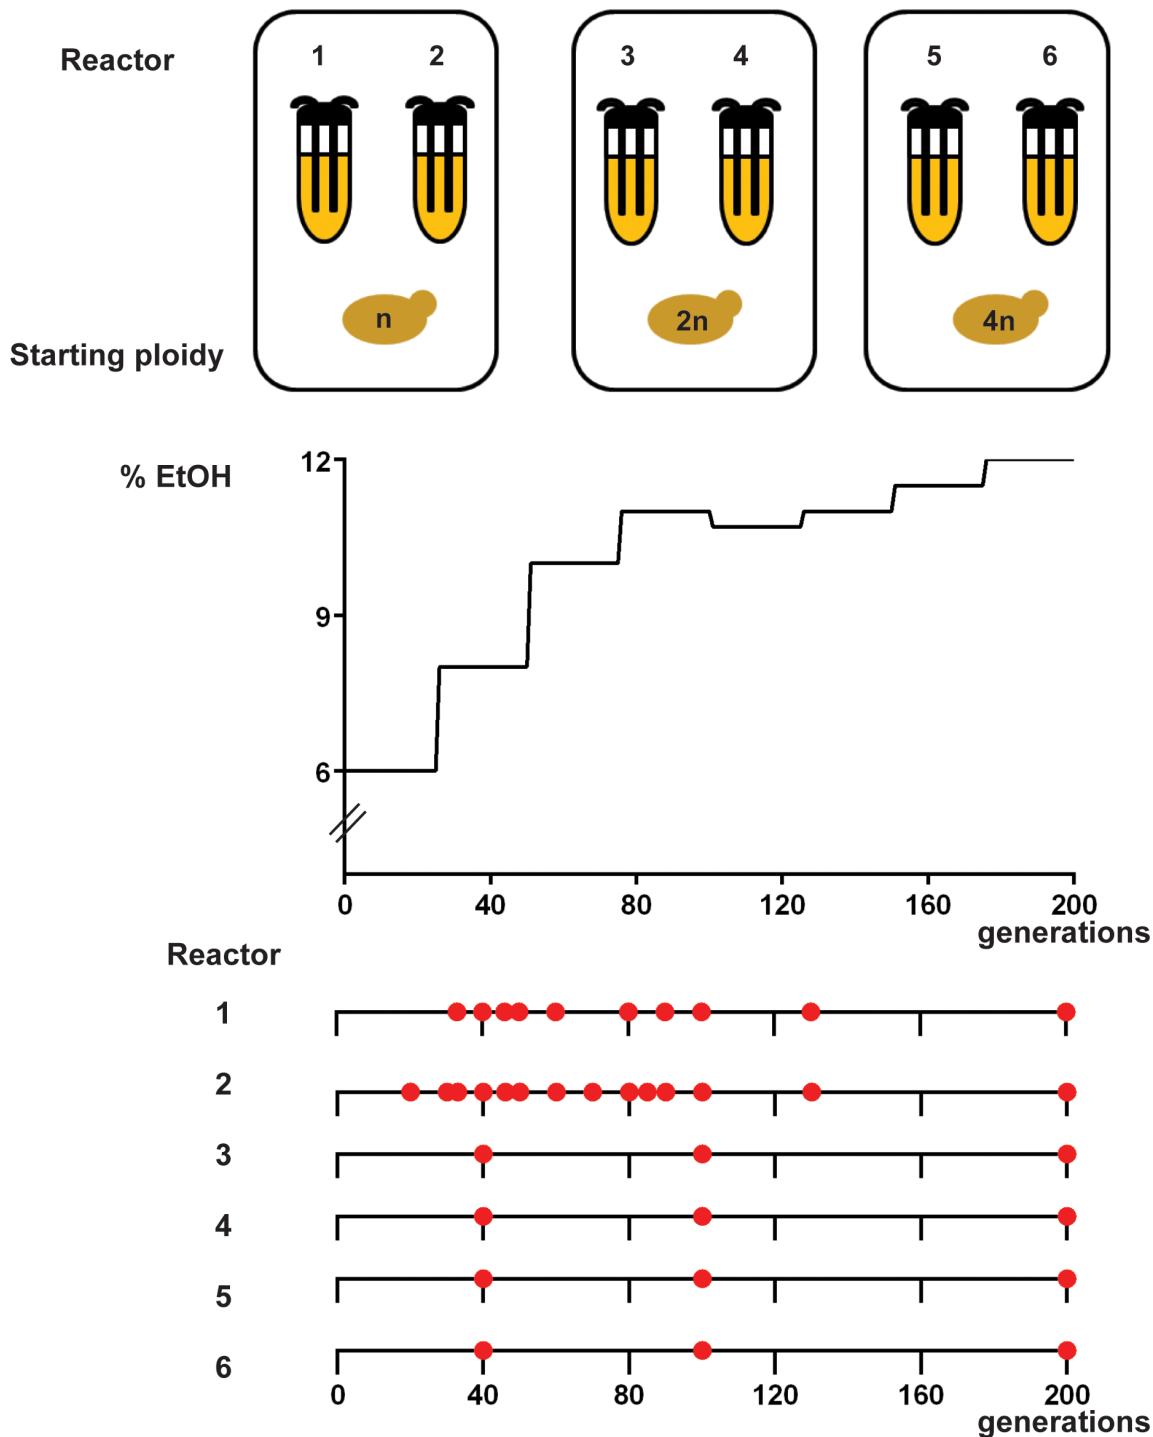 Reactor 1 2 3 4 5 6
n 2n 4n
Starting ploidy
% EtOH
12
9
6
0 40 80 120 160 200
generations
Reactor
1
2
3
4
5
6
0 40 80 120 160 200
generations